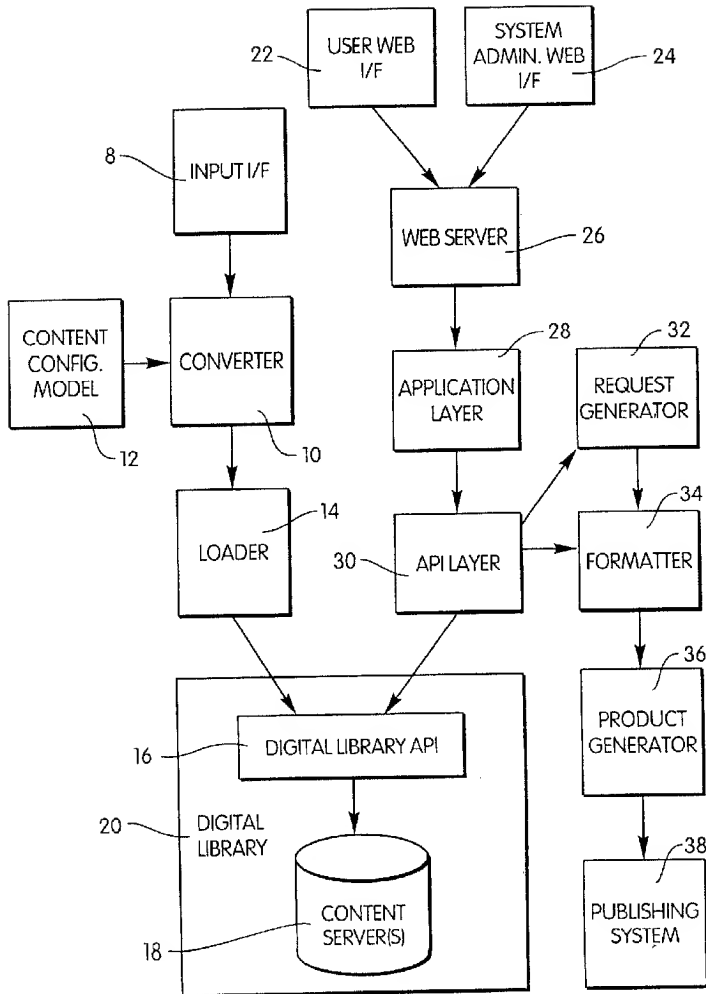 22
USER WEB
I/F
SYSTEM
ADMIN. WEB
I/F
24
8
INPUT I/F
WEB SERVER
26
CONTENT
CONFIG.
MODEL
12
CONVERTER
10
28
APPLICATION
LAYER
32
REQUEST
GENERATOR
14
LOADER
30
API LAYER
34
FORMATTER
16
DIGITAL LIBRARY API
36
PRODUCT
GENERATOR
20
DIGITAL
LIBRARY
18
CONTENT
SERVER(S)
38
PUBLISHING
SYSTEM